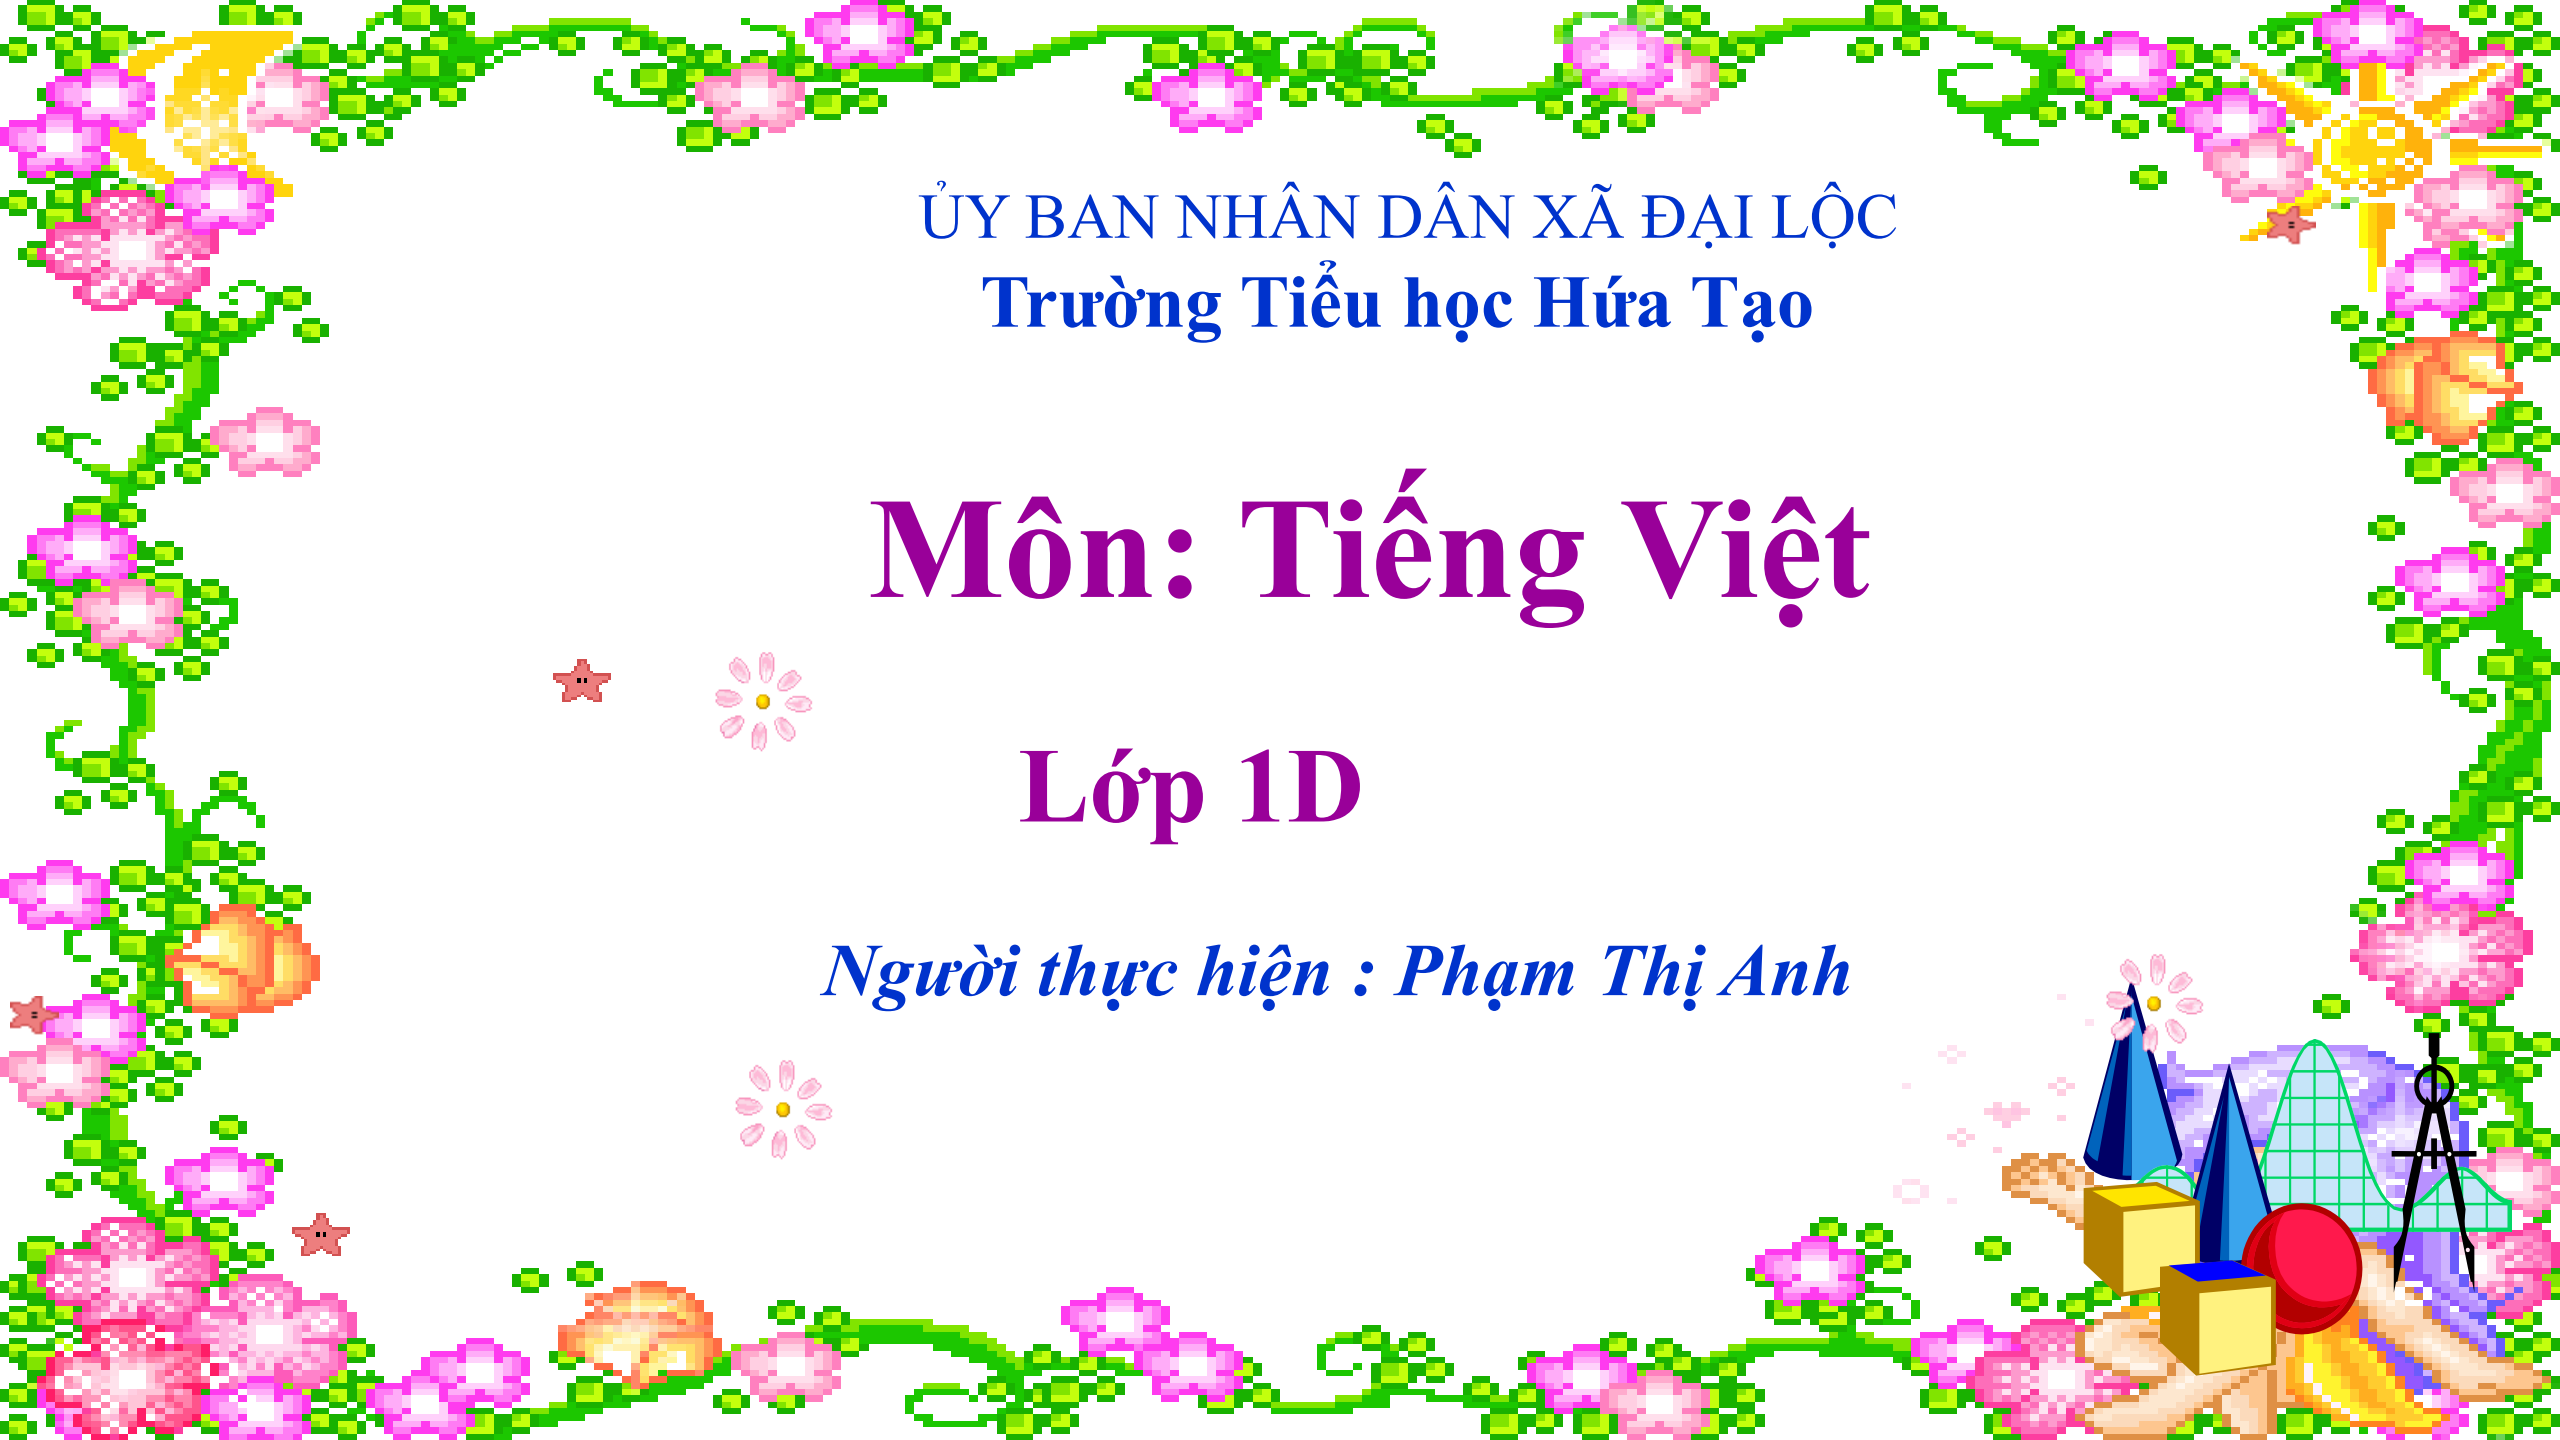 ỦY BAN NHÂN DÂN XÃ ĐẠI LỘC
Trường Tiểu học Hứa Tạo
Môn: Tiếng Việt
Lớp 1D
Người thực hiện : Phạm Thị Anh